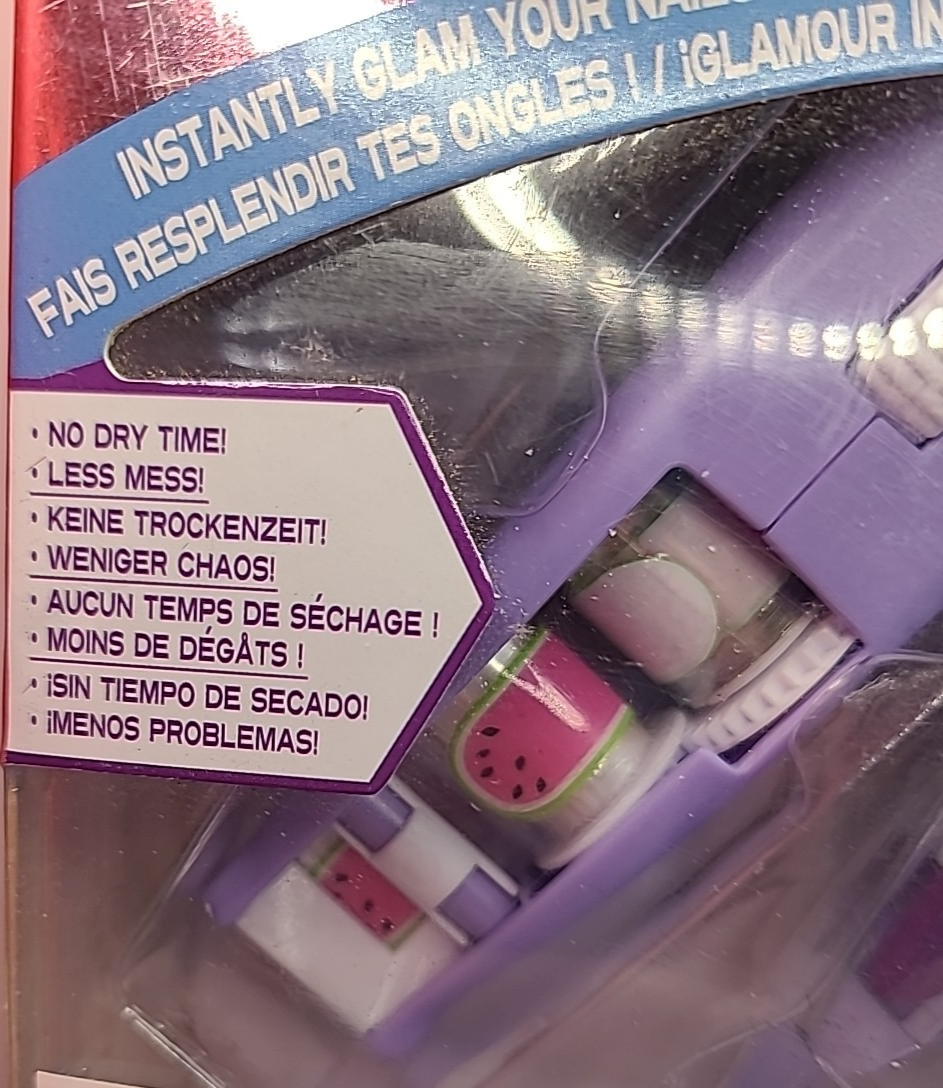 INSTANTLY GLAM YOUR NAILS
FAIS RESPLENDIR TES ONGLES ! / ¡GLAMOUR
• NO DRY TIME!
• LESS MESS!
• KEINE TROCKENZEIT!
• WENIGER CHAOS!
• AUCUN TEMPS DE SÉCHAGE !
• MOINS DE DÉGÂTS !
• ¡SIN TIEMPO DE SECADO!
• ¡MENOS PROBLEMAS!